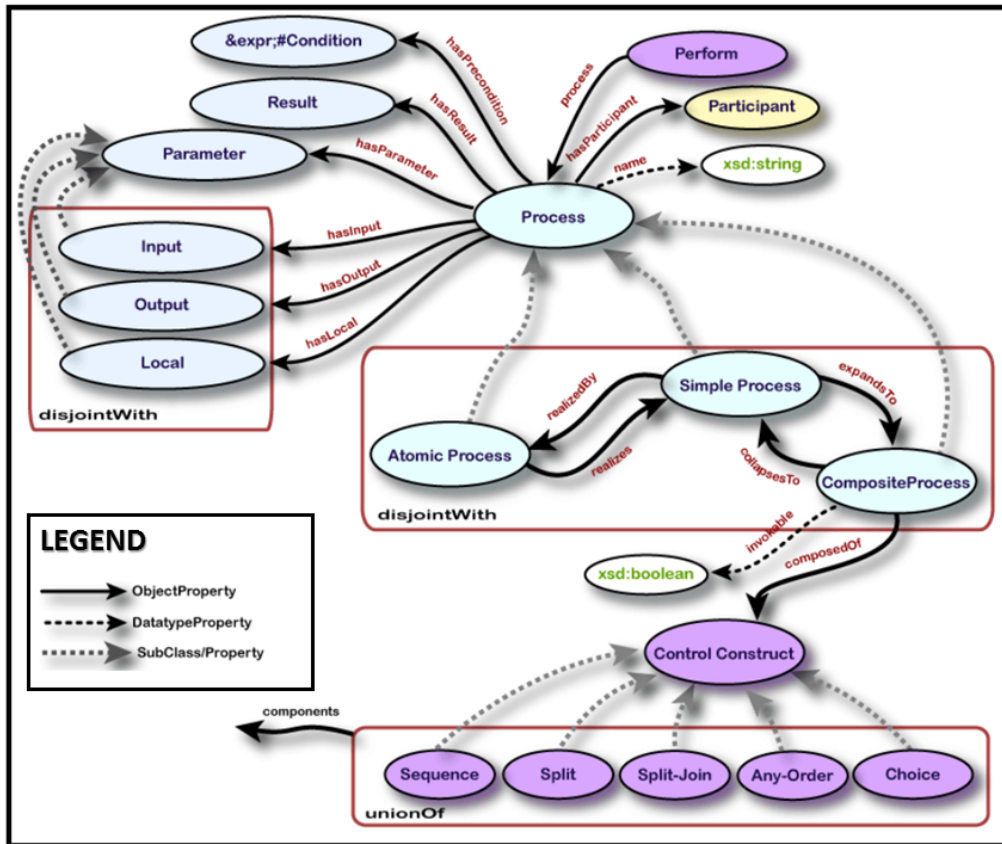 &expr;#Condition
Result
Parameter
hasPrecondition
hasResult
hasParameter
process
hasParticipant
name
Perform
Participant
xsd:string
Process
Input
Output
Local
disjointWith
hasInput
hasOutput
hasLocal
Simple Process
realizedBy
realizes
expandsTo
collapsesTo
Atomic Process
CompositeProcess
disjointWith
invokable
composedOf
xsd:boolean
LEGEND
ObjectProperty
DatatypeProperty
SubClass/Property
Control Construct
components
Sequence
Split
Split-Join
Any-Order
Choice
unionOf